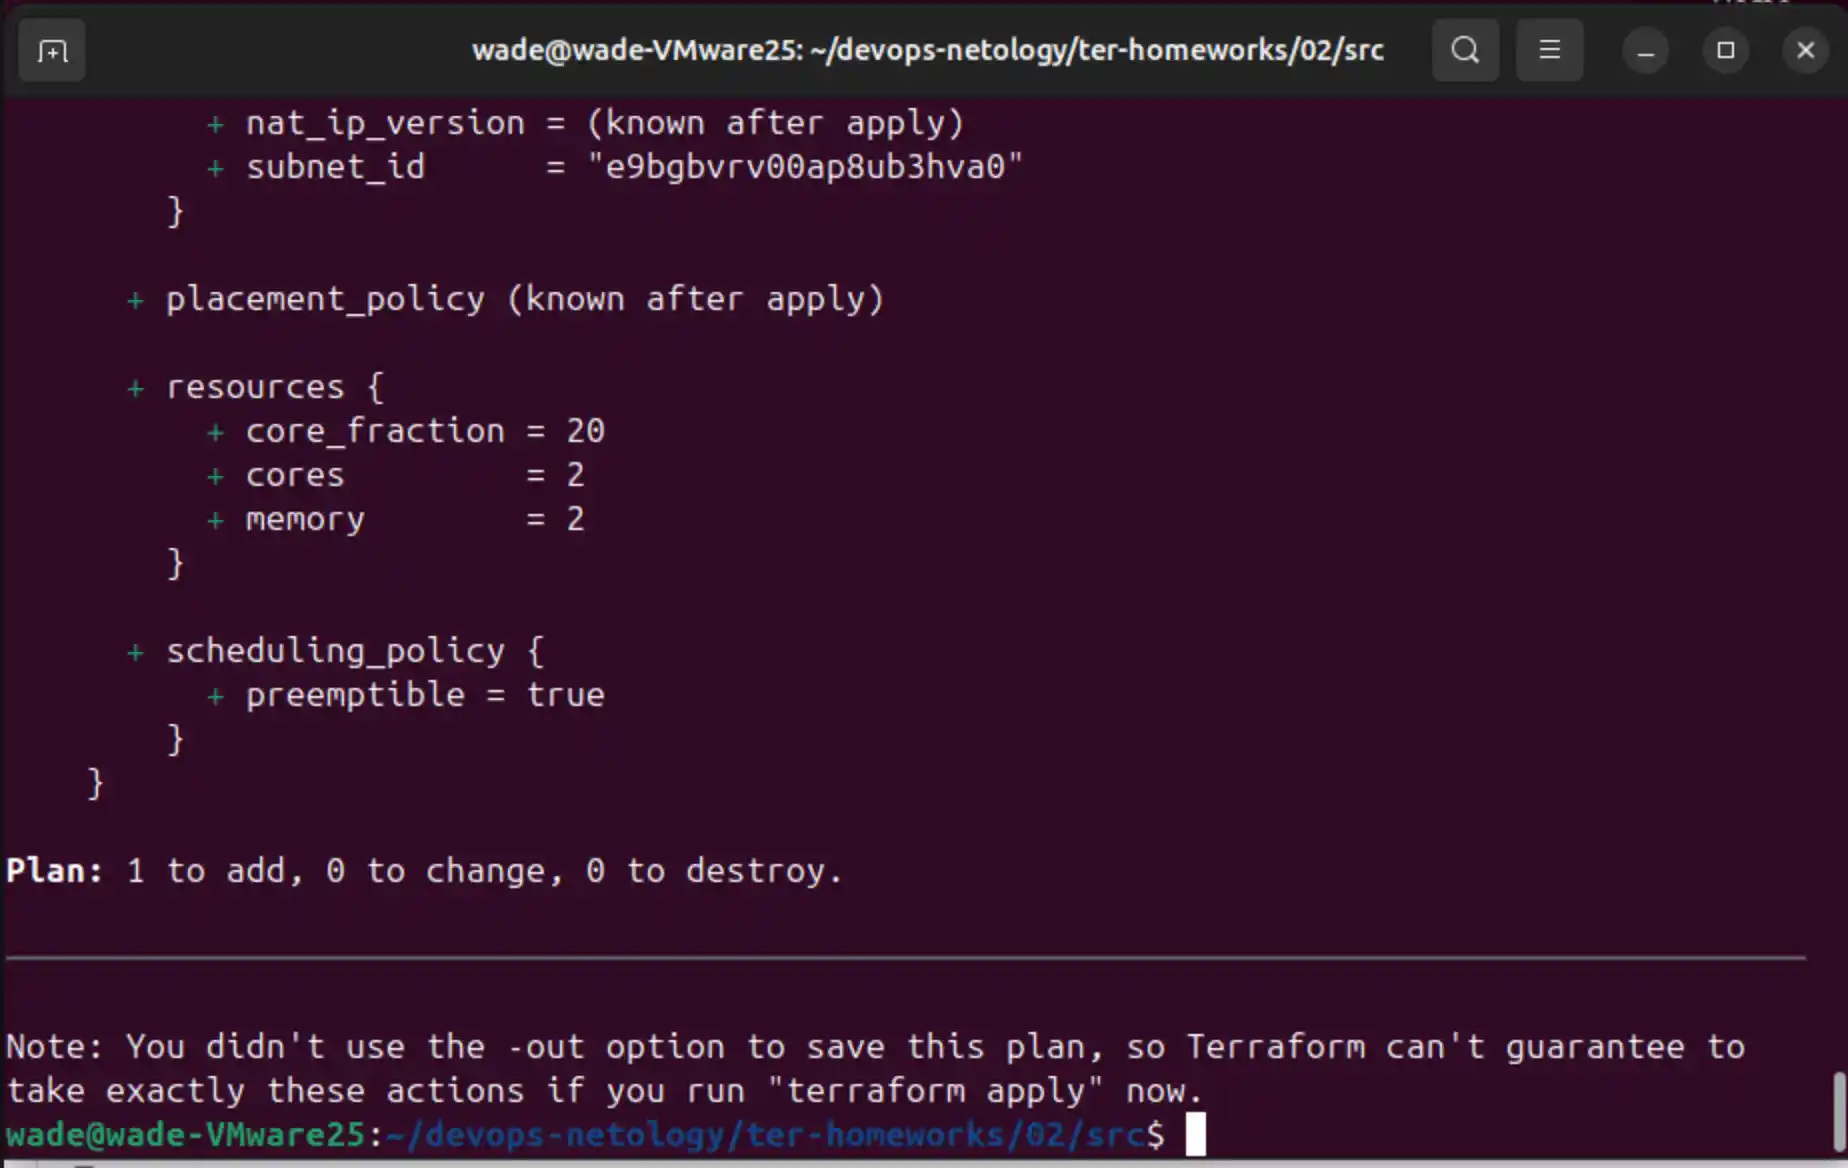 wade@wade-VMware25: ~/devops-netology/ter-homeworks/02/src
+ nat_ip_version = (known after apply)
+ subnet_id      = "e9bgbvrv00ap8ub3hva0"
}
+ placement_policy (known after apply)
+ resources {
+ core_fraction = 20
+ cores         = 2
+ memory        = 2
}
+ scheduling_policy {
+ preemptible = true
}
}
Plan: 1 to add, 0 to change, 0 to destroy.
Note: You didn't use the -out option to save this plan, so Terraform can't guarantee to
take exactly these actions if you run "terraform apply" now.
wade@wade-VMware25:~/devops-netology/ter-homeworks/02/src$